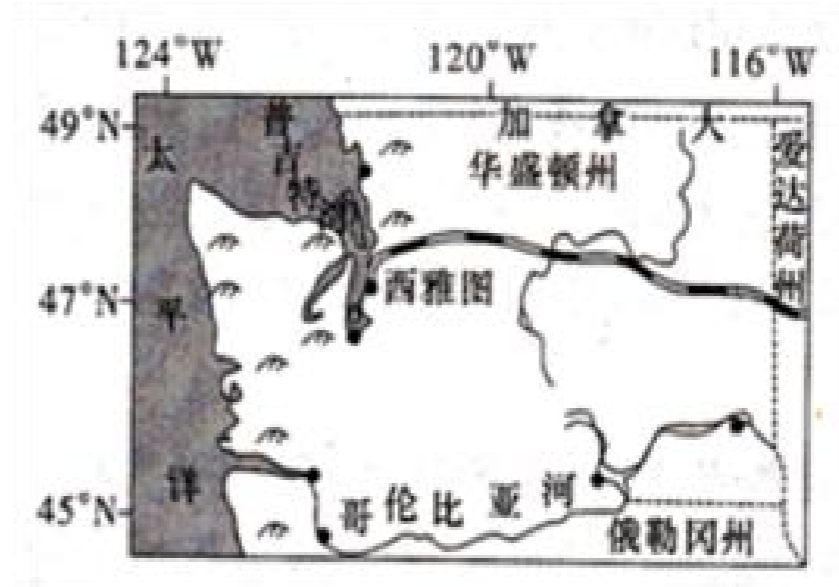 124°W
120°W
116°W
49°N
47°N
45°N
太平洋
普吉特
加拿大
华盛顿州
爱达荷州
西雅图
哥伦比亚河
俄勒冈州